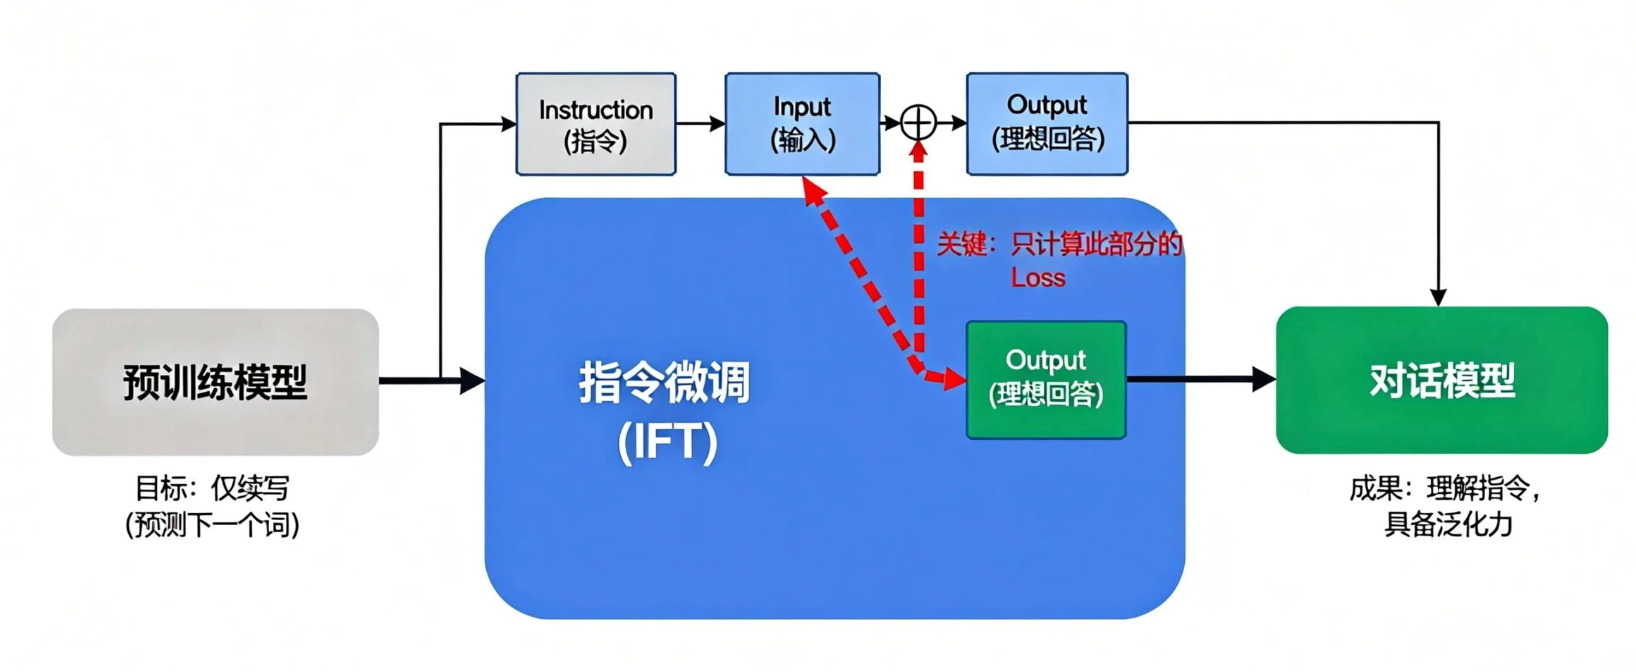 Instruction
(指令)
Input
(输入)
Output
(理想回答)
关键：只计算此部分的
Loss
预训练模型
目标：仅续写
(预测下一个词)
指令微调
(IFT)
Output
(理想回答)
对话模型
成果：理解指令，
具备泛化力